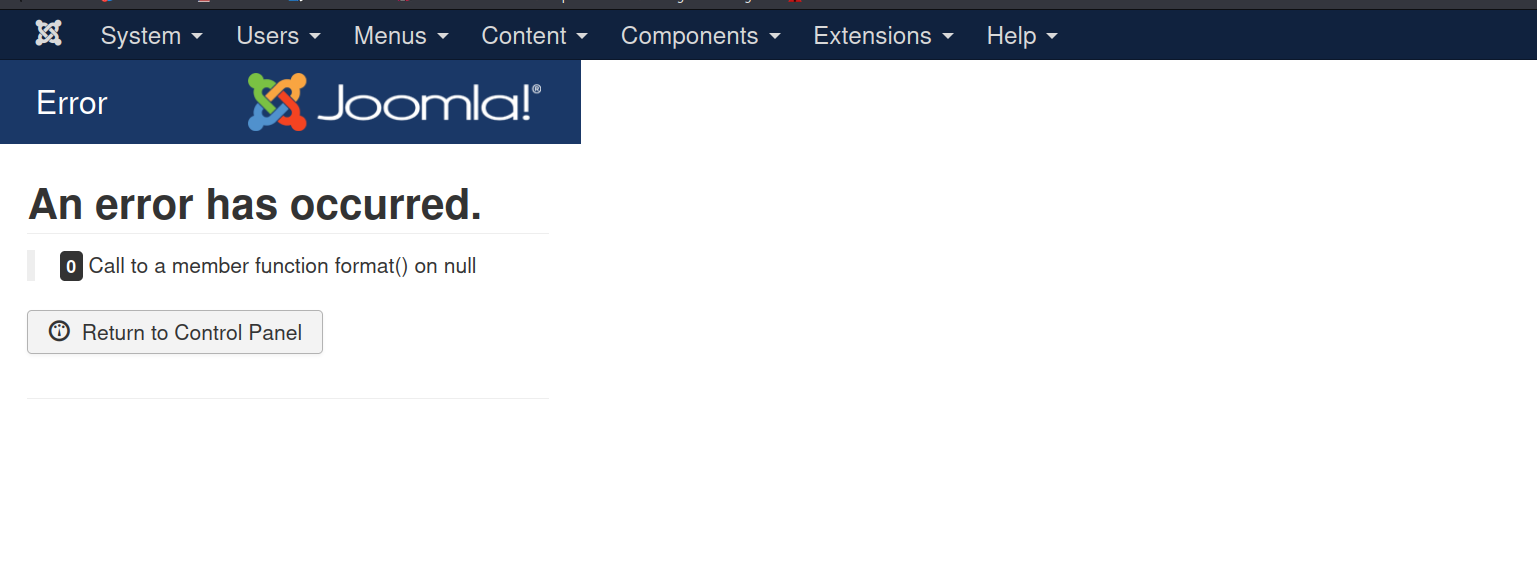 System Users Menus Content Components Extensions Help
Error Joomla!®
An error has occurred.
0 Call to a member function format() on null
Return to Control Panel